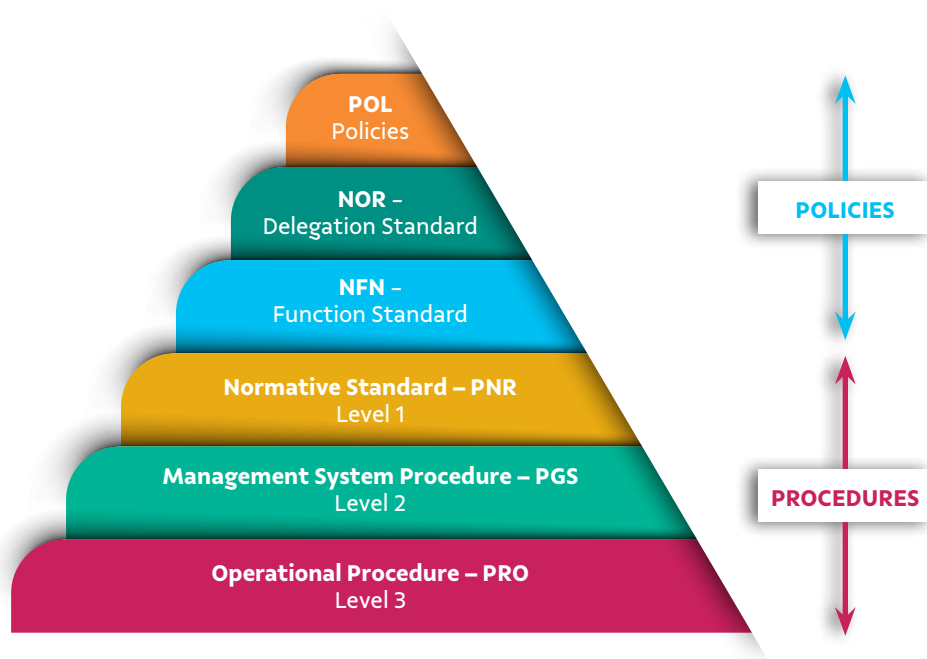 POL
Policies
NOR –
Delegation Standard
NFN –
Function Standard
Normative Standard – PNR
Level 1
Management System Procedure – PGS
Level 2
Operational Procedure – PRO
Level 3
POLICIES
PROCEDURES